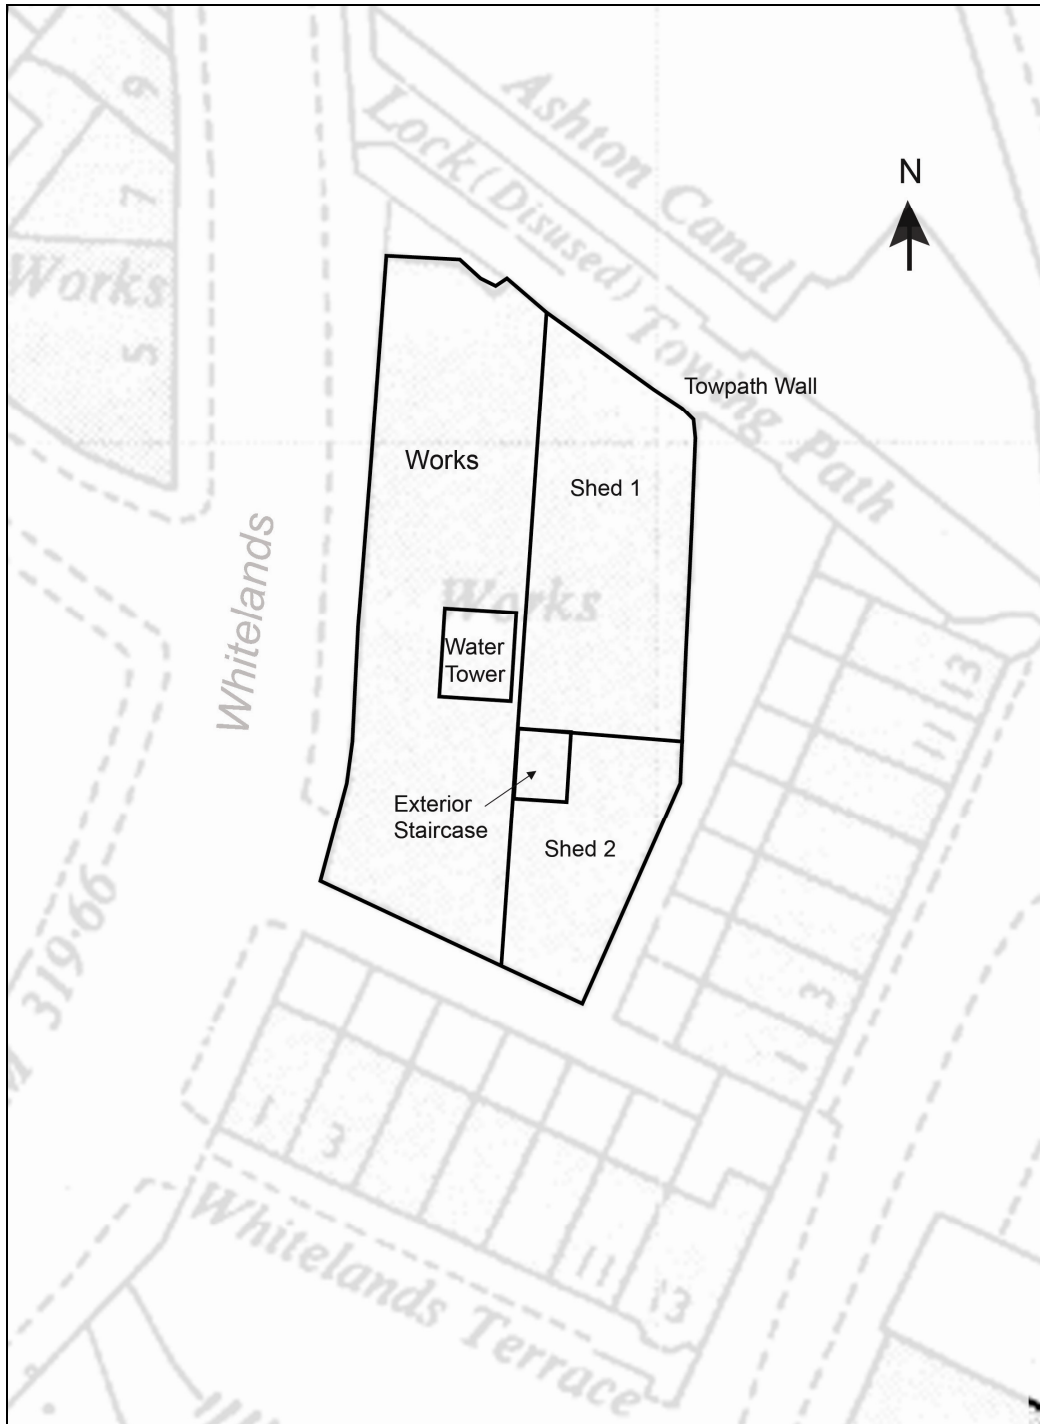 6
Ashton Canal
Lock (Disused)
N
7
Works
5
Towing Path
Towpath Wall
Works
Shed 1
Whitelands
Works
Water
Tower
13
11
Exterior
Staircase
Shed 2
319·66
3
1
1
3
11
13
Whitelands Terrace